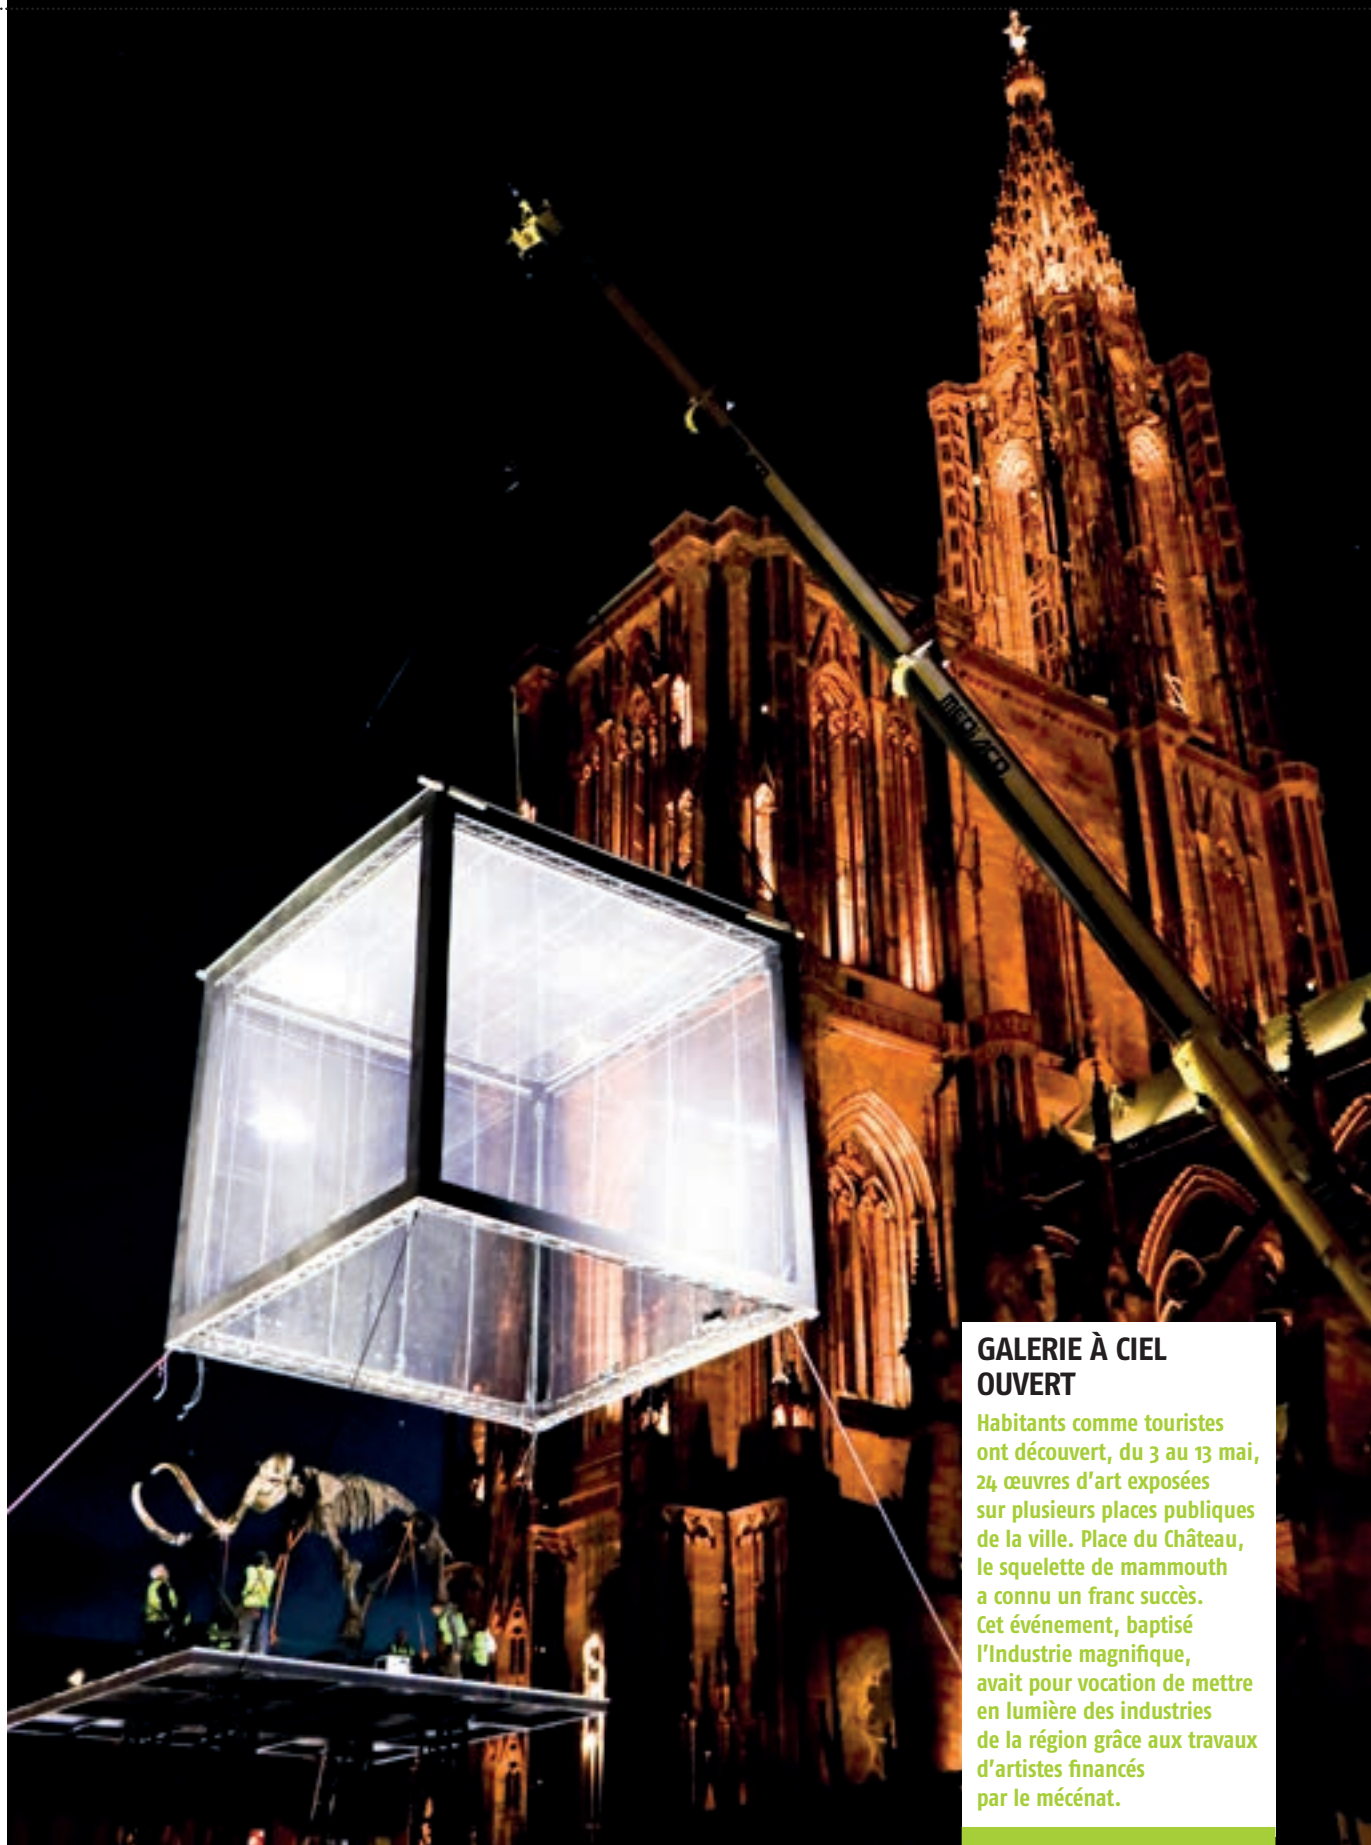 MEDIACO
GALERIE À CIEL
OUVERT
Habitants comme touristes
ont découvert, du 3 au 13 mai,
24 œuvres d’art exposées
sur plusieurs places publiques
de la ville. Place du Château,
le squelette de mammouth
a connu un franc succès.
Cet événement, baptisé
l’Industrie magnifique,
avait pour vocation de mettre
en lumière des industries
de la région grâce aux travaux
d’artistes financés
par le mécénat.